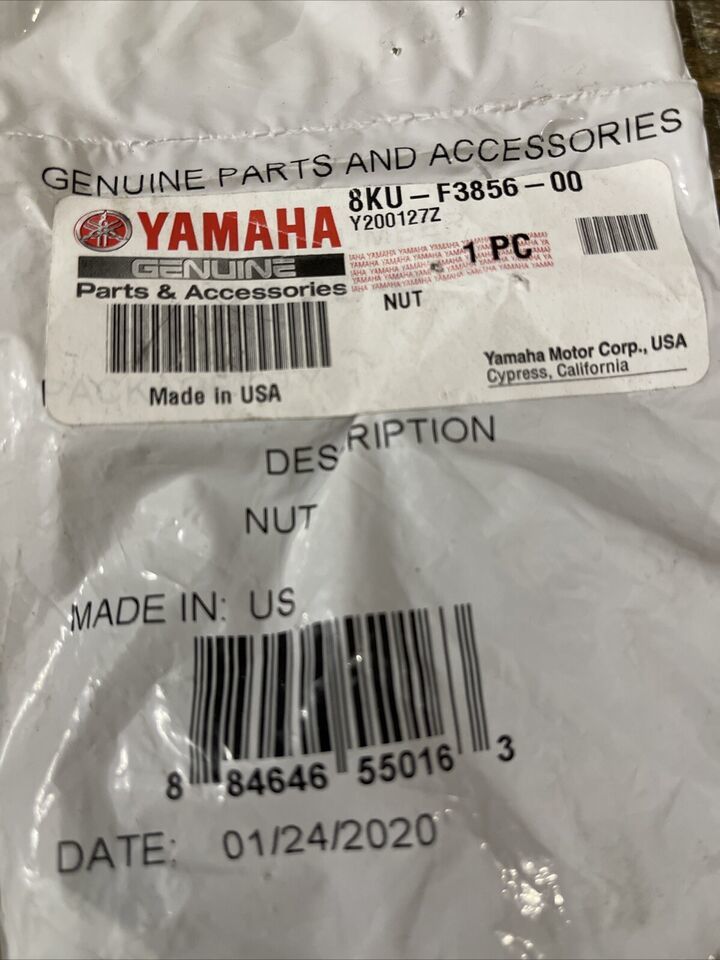 GENUINE PARTS AND ACCESSORIES
8KU-F3856-00
Y200127Z
YAMAHA
GENUINE
Parts & Accessories
1 PC
NUT
Made in USA
Yamaha Motor Corp., USA
Cypress, California
DESCRIPTION
NUT
MADE IN: US
8 84646 55016 3
DATE: 01/24/2020